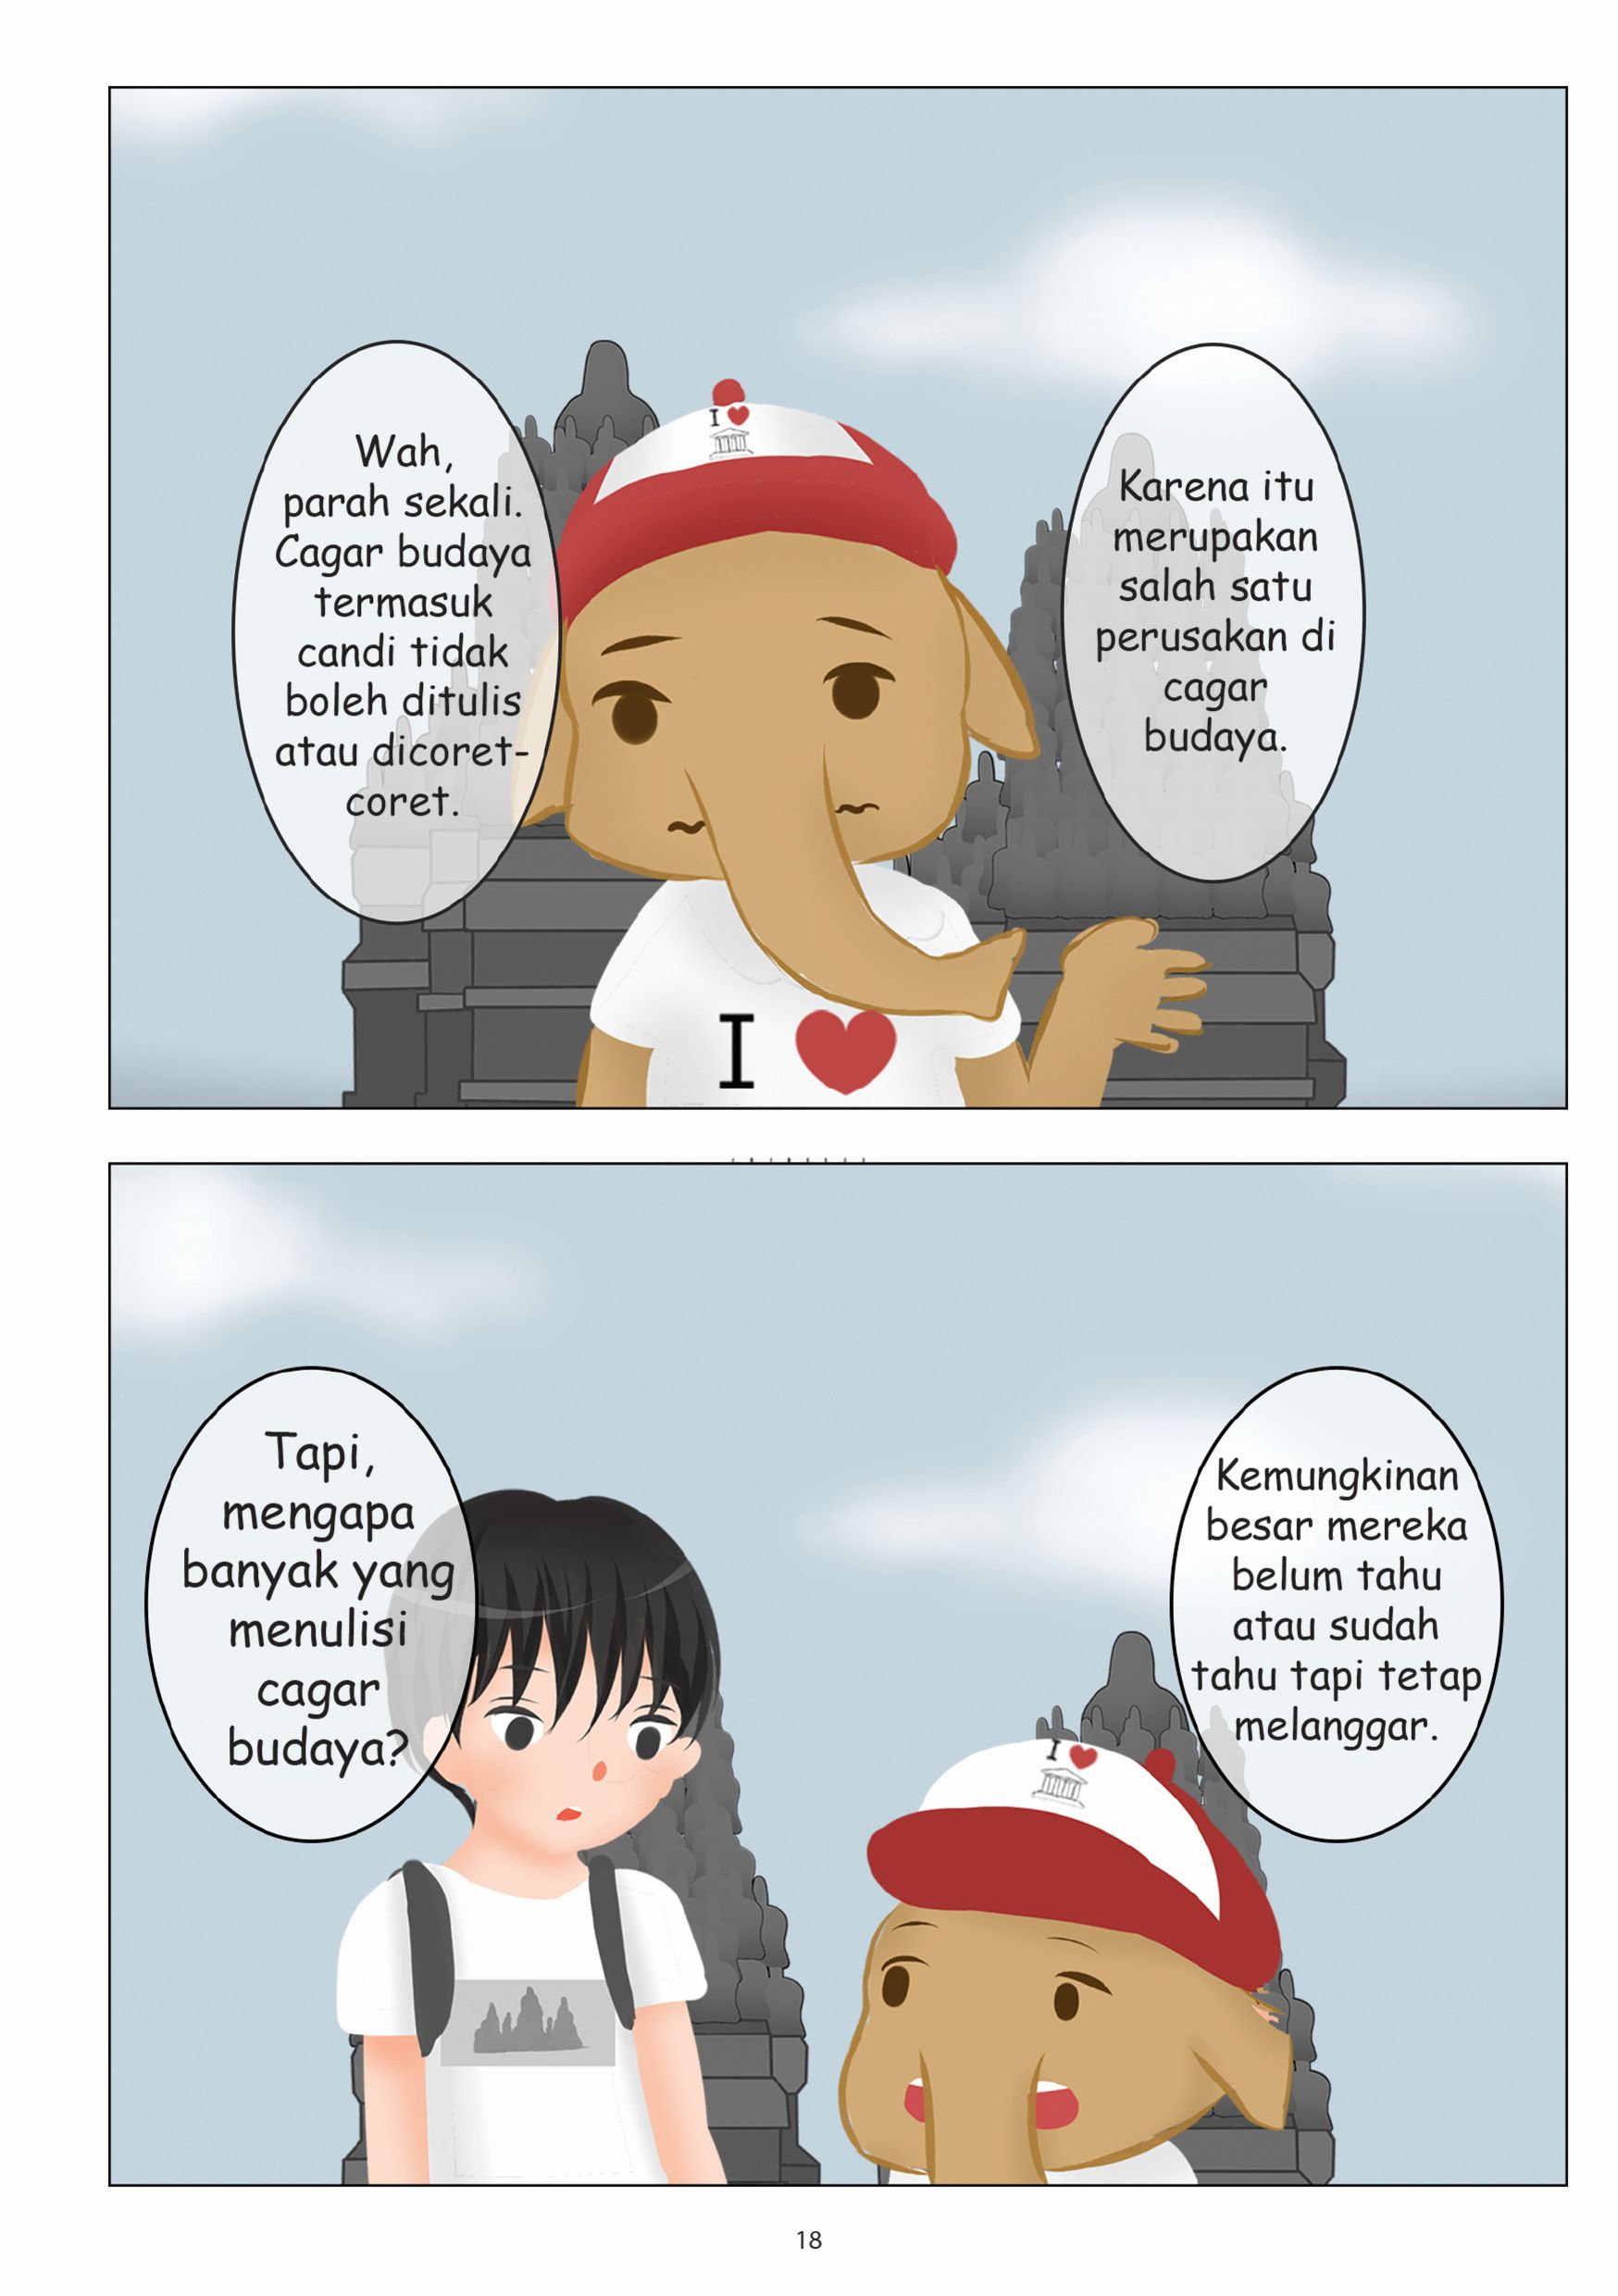 I ❤
Wah,
parah sekali.
Cagar budaya
termasuk
candi tidak
boleh ditulis
atau dicoret-
coret.
Karena itu
merupakan
salah satu
perusakan di
cagar
budaya.
I ❤
Tapi,
mengapa
banyak yang
menulisi
cagar
budaya?
Kemungkinan
besar mereka
belum tahu
atau sudah
tahu tapi tetap
melanggar.
I ❤
18